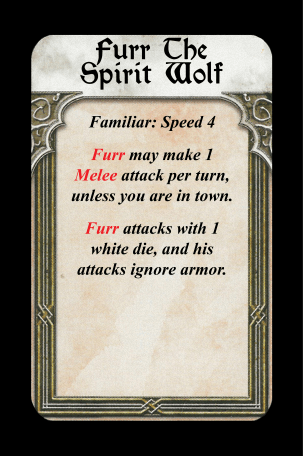 Furr The
Spirit Wolf
Familiar: Speed 4
Furr may make 1
Melee attack per turn,
unless you are in town.
Furr attacks with 1
white die, and his
attacks ignore armor.